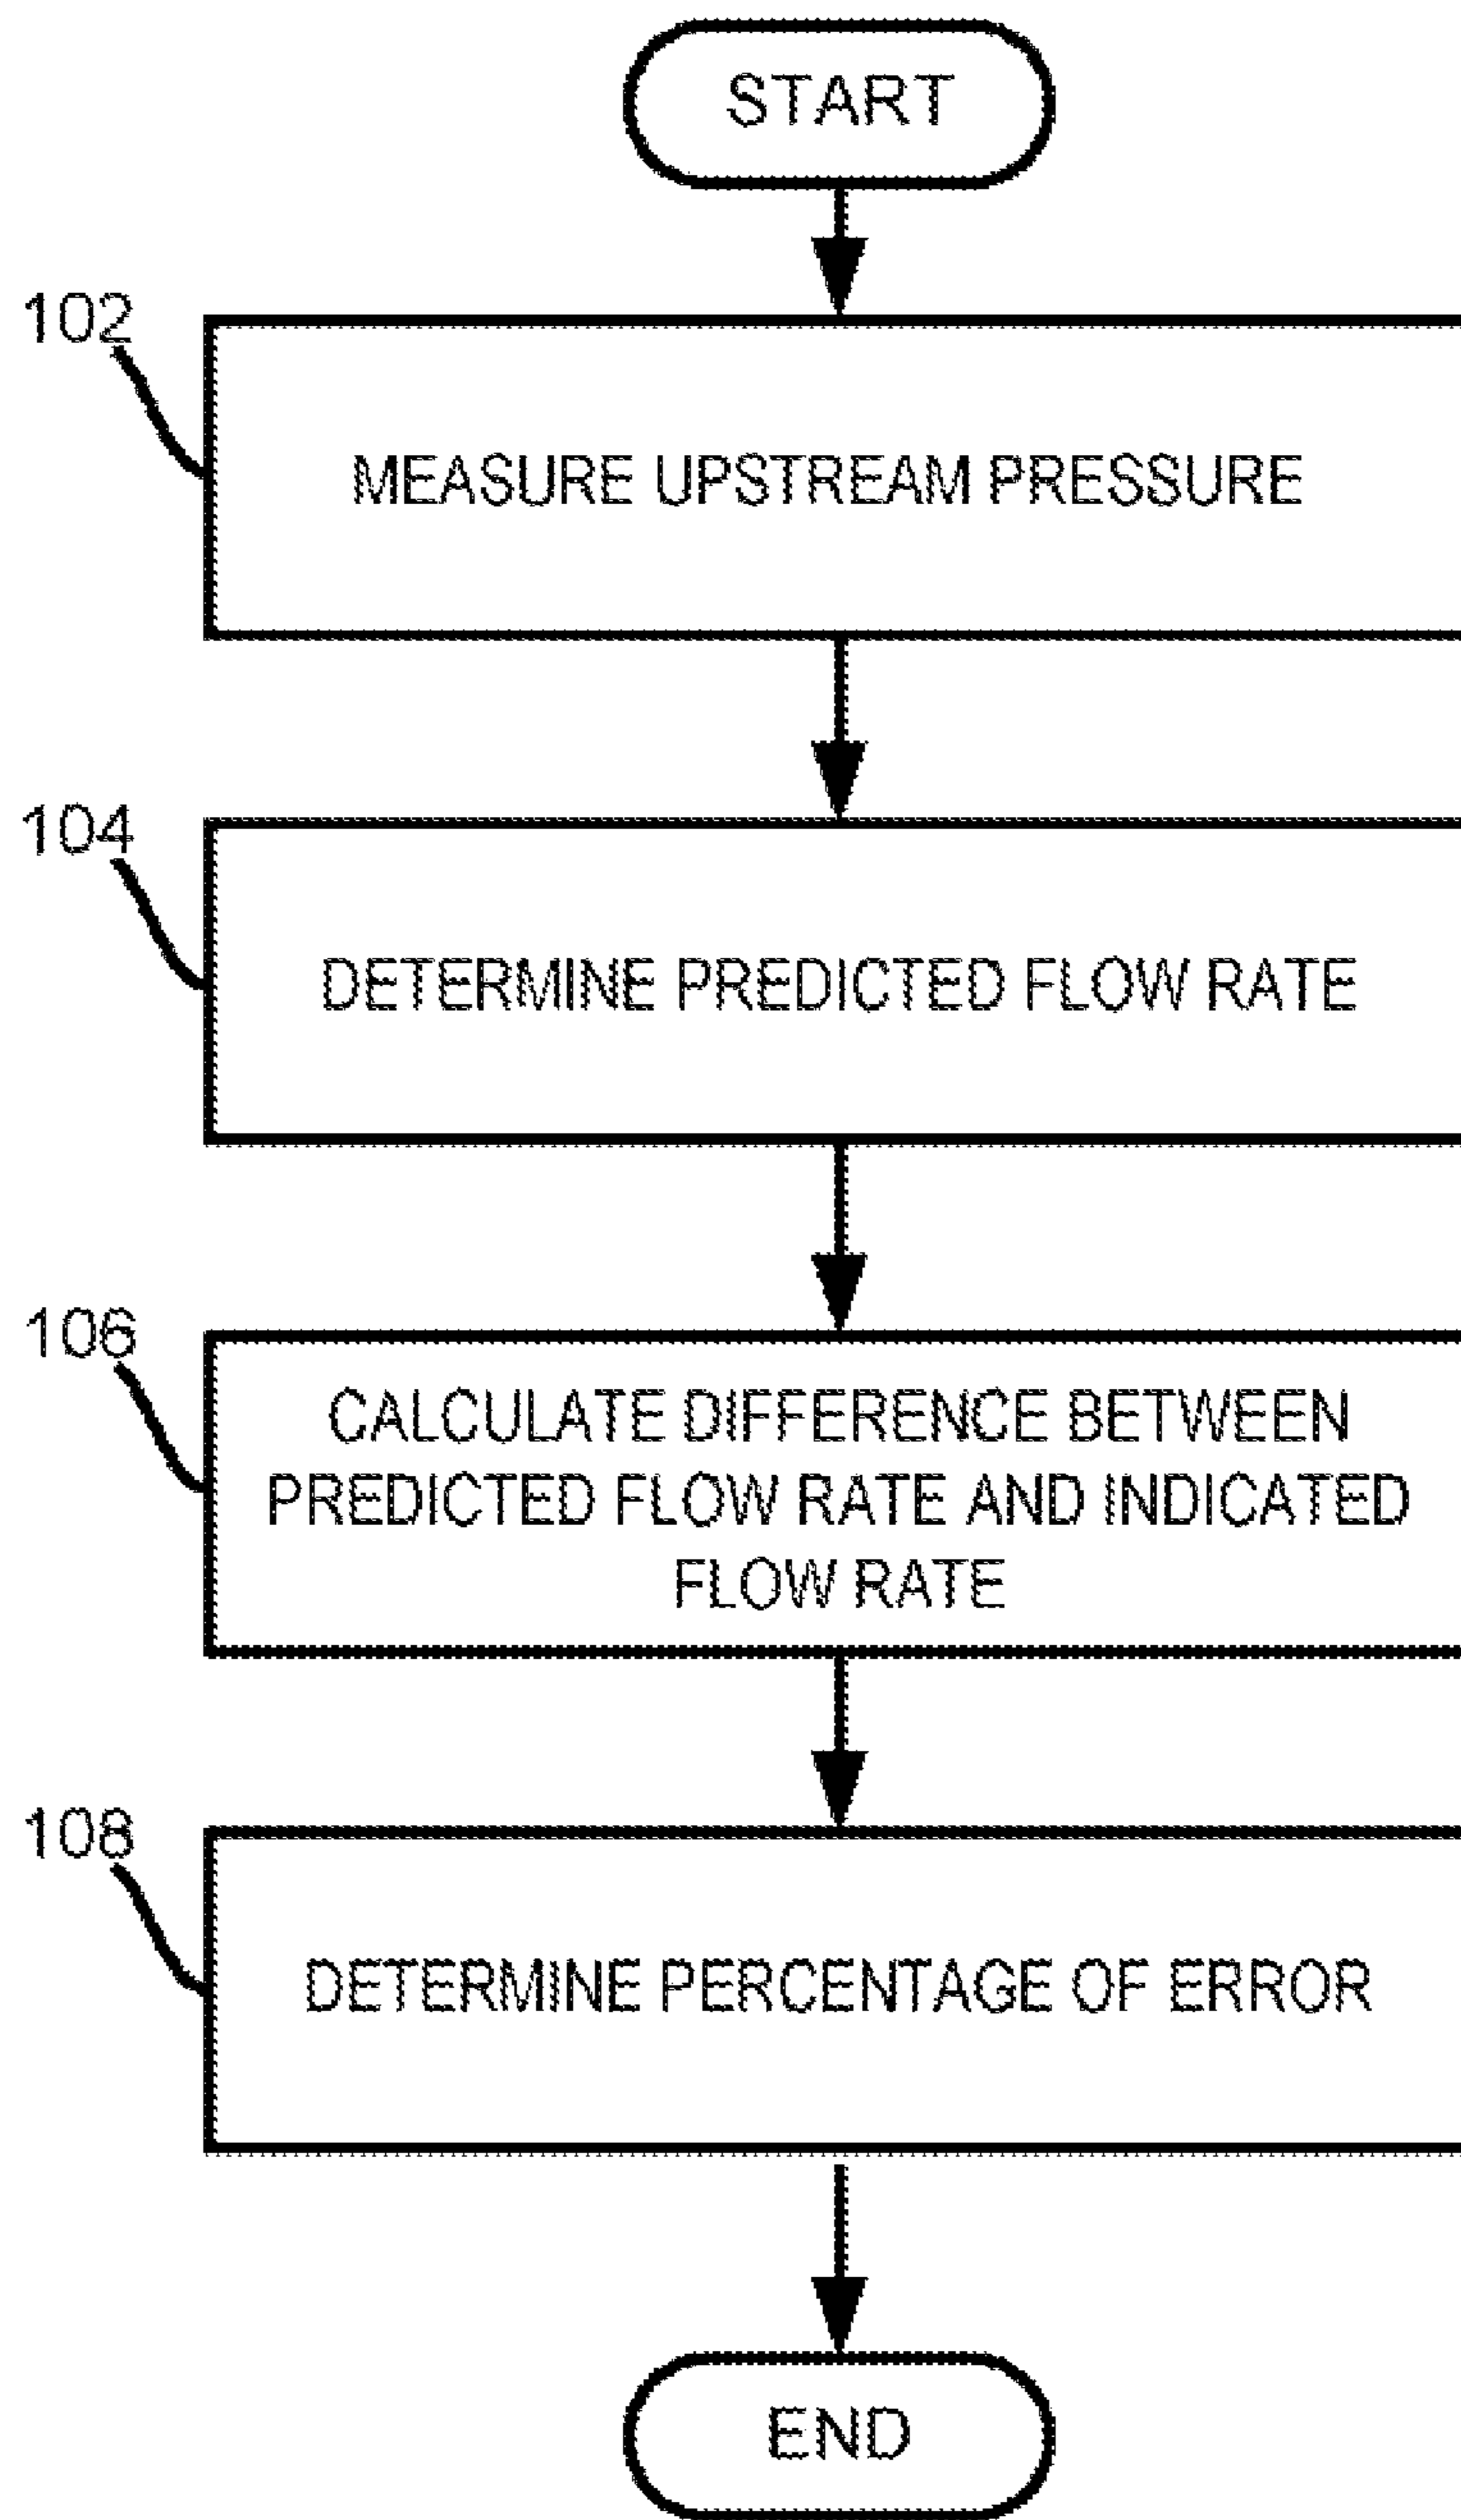 START
102
MEASURE UPSTREAM PRESSURE
104
DETERMINE PREDICTED FLOW RATE
106
CALCULATE DIFFERENCE BETWEEN
PREDICTED FLOW RATE AND INDICATED
FLOW RATE
108
DETERMINE PERCENTAGE OF ERROR
END